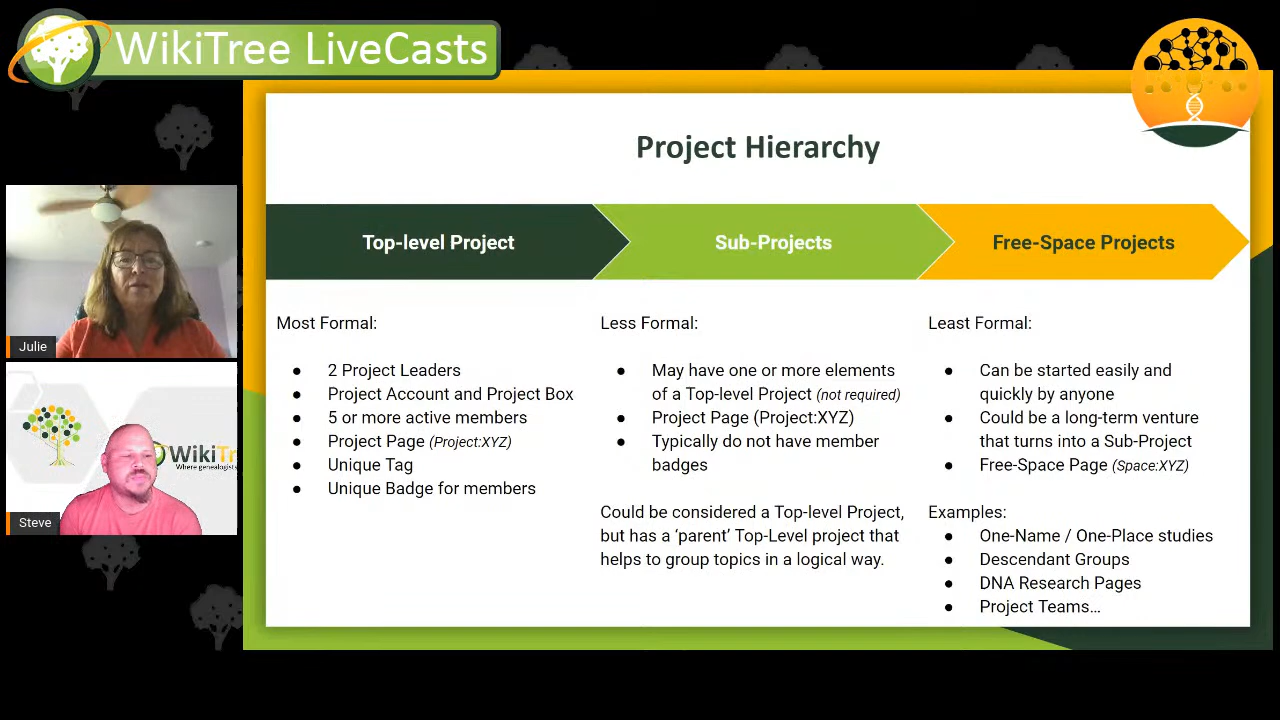 WikiTree LiveCasts
Project Hierarchy
Top-level Project
Sub-Projects
Free-Space Projects
Most Formal:
● 2 Project Leaders
● Project Account and Project Box
● 5 or more active members
● Project Page (Project:XYZ)
● Unique Tag
● Unique Badge for members
Less Formal:
● May have one or more elements
of a Top-level Project (not required)
● Project Page (Project:XYZ)
● Typically do not have member
badges
Could be considered a Top-level Project,
but has a ‘parent’ Top-Level project that
helps to group topics in a logical way.
Least Formal:
● Can be started easily and
quickly by anyone
● Could be a long-term venture
that turns into a Sub-Project
● Free-Space Page (Space:XYZ)
Examples:
● One-Name / One-Place studies
● Descendant Groups
● DNA Research Pages
● Project Teams…
Julie
WikiTr
Where genealogists
Steve